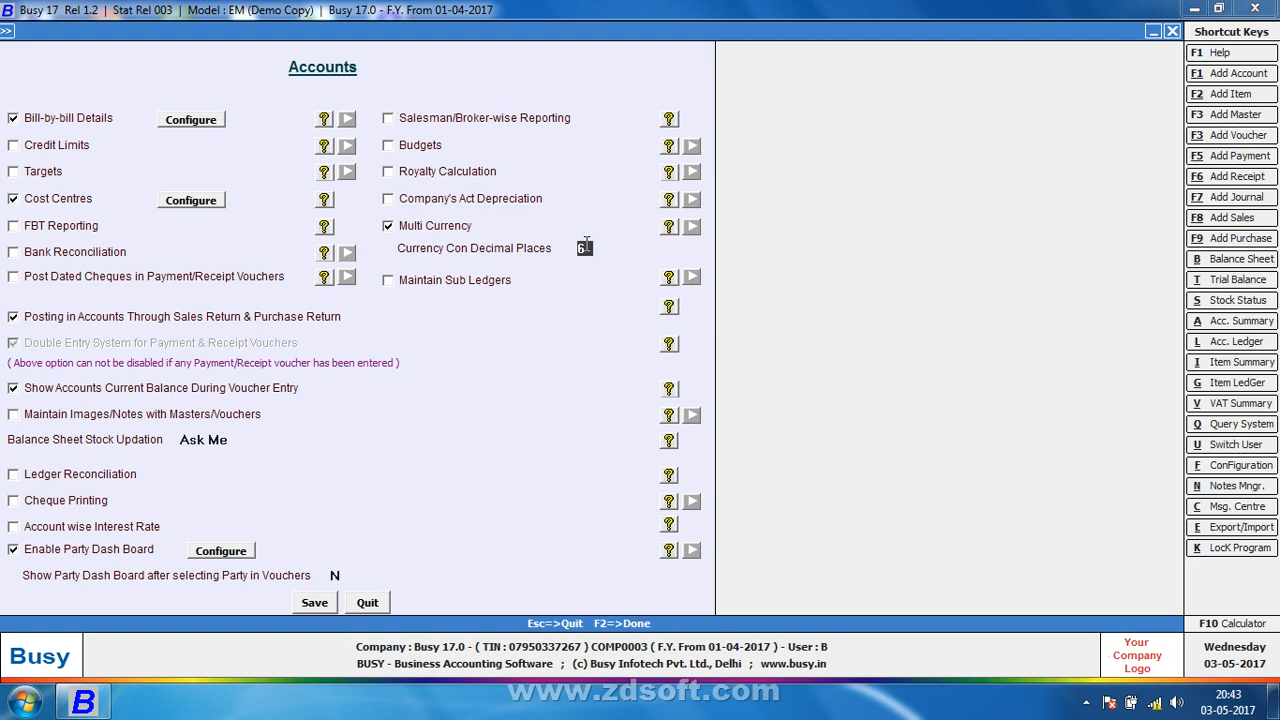 Busy 17 Rel 1.2 | Stat Rel 003 | Model : EM (Demo Copy) | Busy 17.0 - F.Y. From 01-04-2017
>>
Accounts
Bill-by-bill Details Configure ?
Credit Limits ?
Targets ?
Cost Centres Configure ?
FBT Reporting ?
Bank Reconciliation ?
Post Dated Cheques in Payment/Receipt Vouchers ?
Salesman/Broker-wise Reporting ?
Budgets ?
Royalty Calculation ?
Company's Act Depreciation ?
Multi Currency ?
Currency Con Decimal Places 6
Maintain Sub Ledgers ?
Posting in Accounts Through Sales Return & Purchase Return ?
Double Entry System for Payment & Receipt Vouchers ?
( Above option can not be disabled if any Payment/Receipt voucher has been entered )
Show Accounts Current Balance During Voucher Entry ?
Maintain Images/Notes with Masters/Vouchers ?
Balance Sheet Stock Updation Ask Me ?
Ledger Reconciliation ?
Cheque Printing ?
Account wise Interest Rate ?
Enable Party Dash Board Configure ?
Show Party Dash Board after selecting Party in Vouchers N
Save Quit
Esc=>Quit F2=>Done
Shortcut Keys
F1 Help
F1 Add Account
F2 Add Item
F3 Add Master
F3 Add Voucher
F5 Add Payment
F6 Add Receipt
F7 Add Journal
F8 Add Sales
F9 Add Purchase
B Balance Sheet
T Trial Balance
S Stock Status
A Acc. Summary
L Acc. Ledger
I Item Summary
G Item LedGer
V VAT Summary
Q Query System
U Switch User
F ConFiguration
N Notes Mngr.
C Msg. Centre
E Export/Import
K LocK Program
F10 Calculator
Busy
Company : Busy 17.0 - ( TIN : 07950337267 ) COMP0003 ( F.Y. From 01-04-2017 ) - User : B
BUSY - Business Accounting Software ; (c) Busy Infotech Pvt. Ltd., Delhi ; www.busy.in
Your
Company
Logo
Wednesday
03-05-2017
B
www.zdsoft.com
20:43
03-05-2017